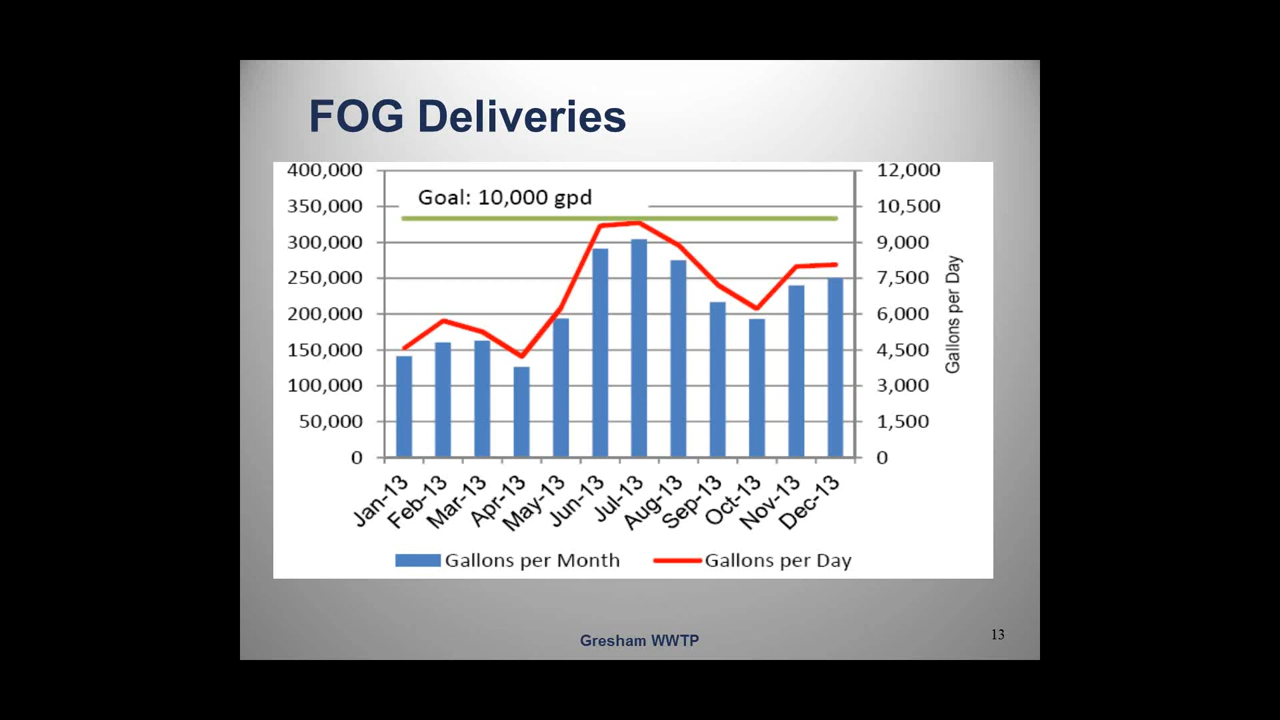 FOG Deliveries
400,000
350,000
300,000
250,000
200,000
150,000
100,000
50,000
0
Goal: 10,000 gpd
12,000
10,500
9,000
7,500
6,000
4,500
3,000
1,500
0
Gallons per Day
Jan-13
Feb-13
Mar-13
Apr-13
May-13
Jun-13
Jul-13
Aug-13
Sep-13
Oct-13
Nov-13
Dec-13
Gallons per Month
Gallons per Day
Gresham WWTP
13